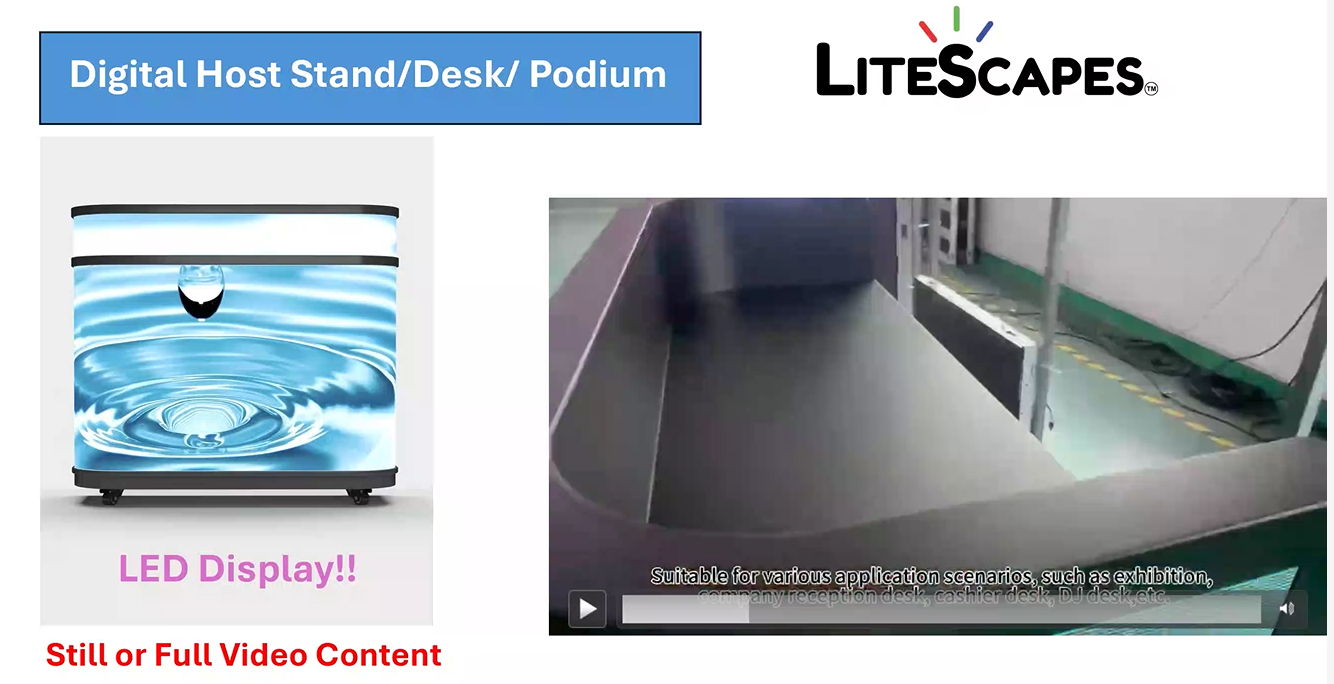 Digital Host Stand/Desk/ Podium
LITESCAPES™
LED Display!!
Still or Full Video Content
Suitable for various application scenarios, such as exhibition,
company reception desk, cashier desk, DJ desk,etc.